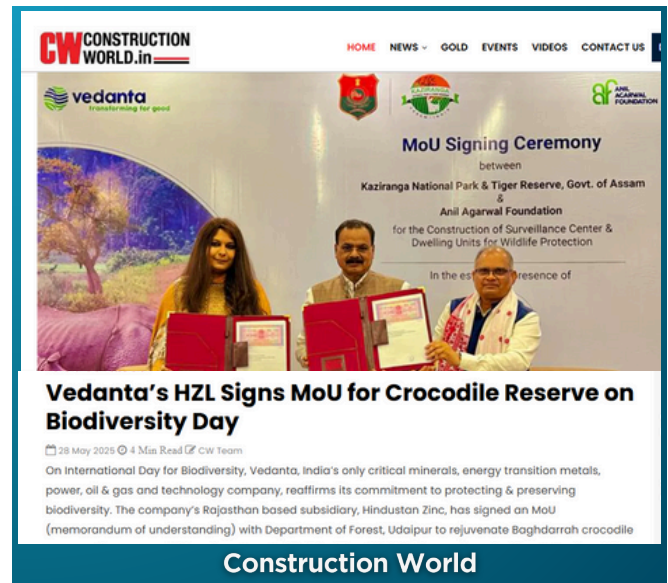 CW CONSTRUCTION
WORLD.in
HOME NEWS GOLD EVENTS VIDEOS CONTACT US
vedanta
transforming for good
KAZIRANGA
ANIL
AGARWAL
FOUNDATION
af
MoU Signing Ceremony
between
Kaziranga National Park & Tiger Reserve, Govt. of Assam
&
Anil Agarwal Foundation
for the Construction of Surveillance Center &
Dwelling Units for Wildlife Protection
In the es resence of
Vedanta’s HZL Signs MoU for Crocodile Reserve on
Biodiversity Day
28 May 2025 4 Min Read CW Team
On International Day for Biodiversity, Vedanta, India's only critical minerals, energy transition metals,
power, oil & gas and technology company, reaffirms its commitment to protecting & preserving
biodiversity. The company's Rajasthan based subsidiary, Hindustan Zinc, has signed an MoU
(memorandum of understanding) with Department of Forest, Udaipur to rejuvenate Baghdarrah crocodile
Construction World